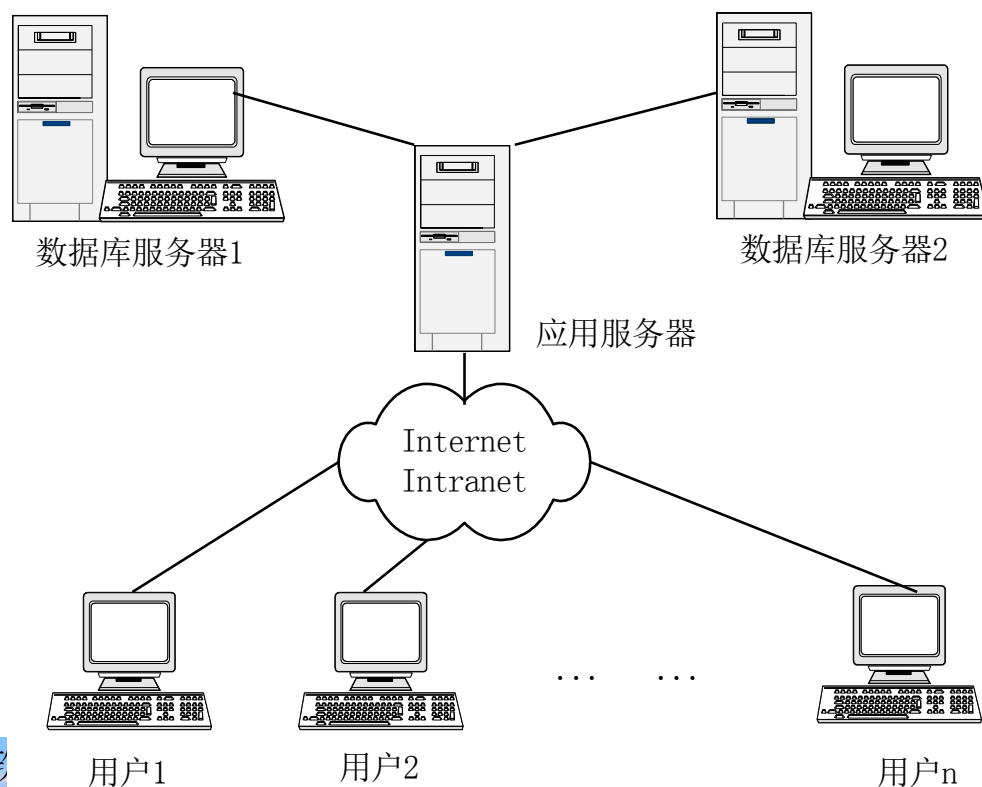 数据库服务器1
数据库服务器2
应用服务器
Internet
Intranet
... ...
用户1
用户2
用户n